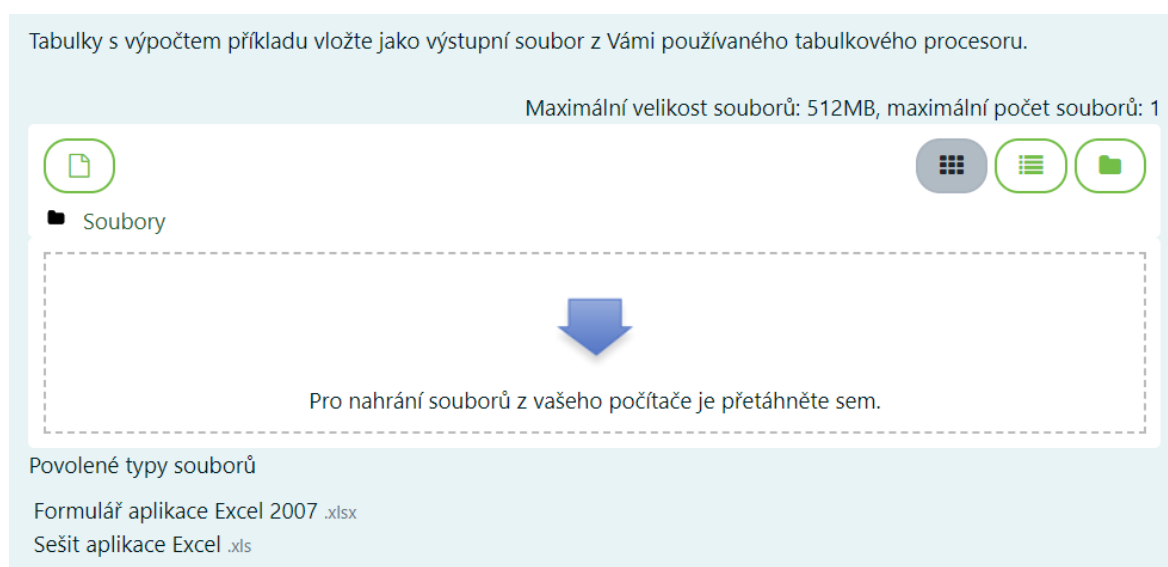 Tabulky s výpočtem příkladu vložte jako výstupní soubor z Vámi používaného tabulkového procesoru.
Maximální velikost souborů: 512MB, maximální počet souborů: 1
Soubory
Pro nahrání souborů z vašeho počítače je přetáhněte sem.
Povolené typy souborů
Formulář aplikace Excel 2007 .xlsx
Sešit aplikace Excel .xls